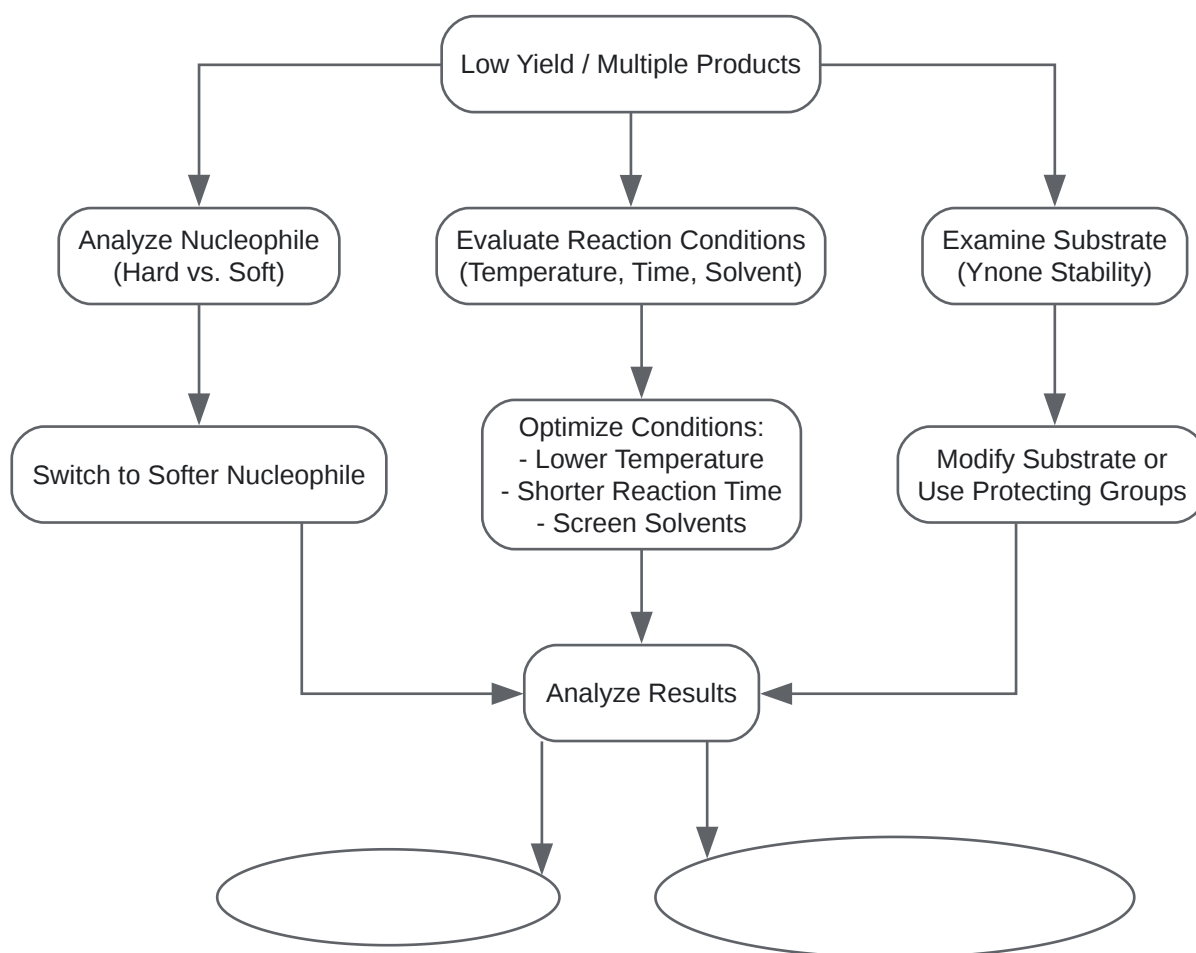 Low Yield / Multiple Products
Analyze Nucleophile
(Hard vs. Soft)
Evaluate Reaction Conditions
(Temperature, Time, Solvent)
Examine Substrate
(Ynone Stability)
Switch to Softer Nucleophile
Optimize Conditions:
- Lower Temperature
- Shorter Reaction Time
- Screen Solvents
Modify Substrate or
Use Protecting Groups
Analyze Results